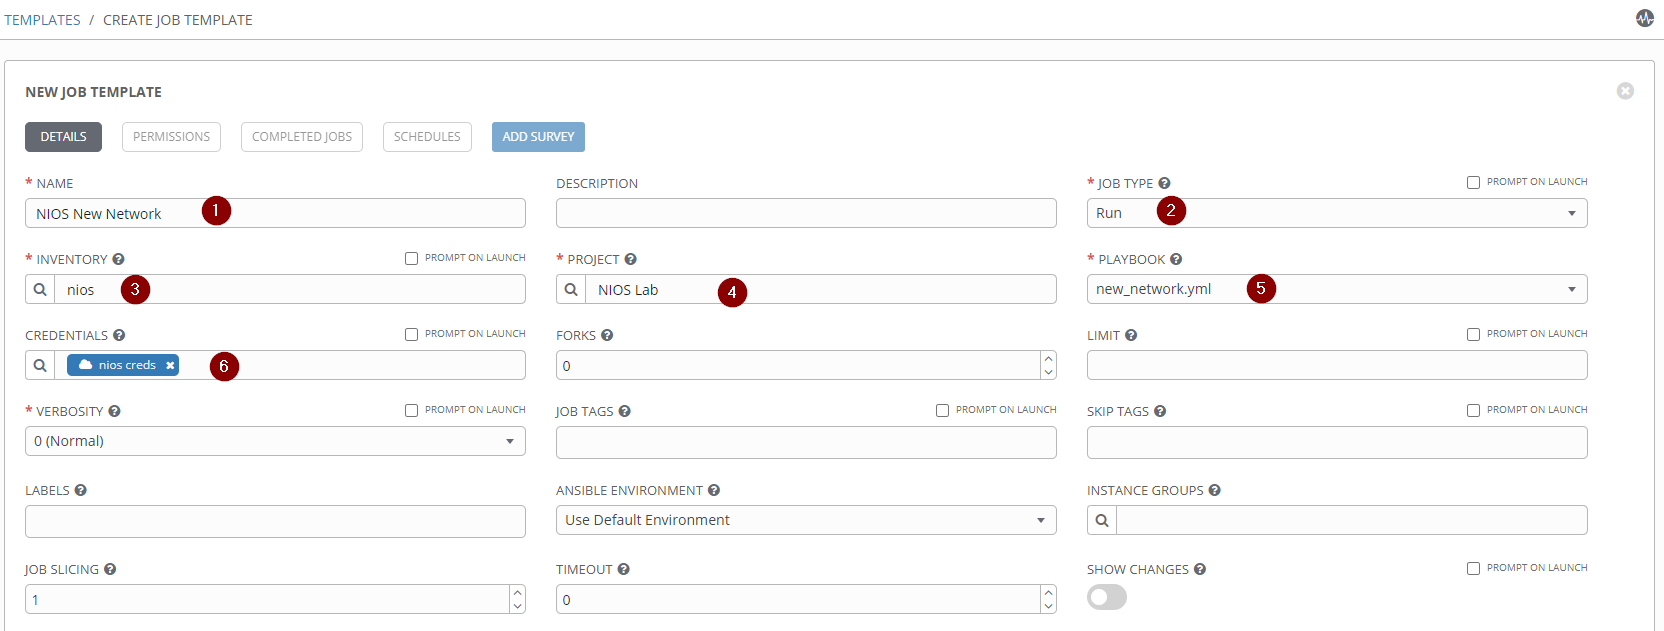 TEMPLATES / CREATE JOB TEMPLATE
NEW JOB TEMPLATE
DETAILS PERMISSIONS COMPLETED JOBS SCHEDULES ADD SURVEY
* NAME DESCRIPTION * JOB TYPE ? PROMPT ON LAUNCH
NIOS New Network 1 Run 2
* INVENTORY ? PROMPT ON LAUNCH * PROJECT ? * PLAYBOOK ?
nios 3 NIOS Lab 4 new_network.yml 5
CREDENTIALS ? PROMPT ON LAUNCH FORKS ? LIMIT ? PROMPT ON LAUNCH
nios creds × 6 0
* VERBOSITY ? PROMPT ON LAUNCH JOB TAGS ? PROMPT ON LAUNCH SKIP TAGS ? PROMPT ON LAUNCH
0 (Normal)
LABELS ? ANSIBLE ENVIRONMENT ? INSTANCE GROUPS ?
Use Default Environment
JOB SLICING ? TIMEOUT ? SHOW CHANGES ? PROMPT ON LAUNCH
1 0